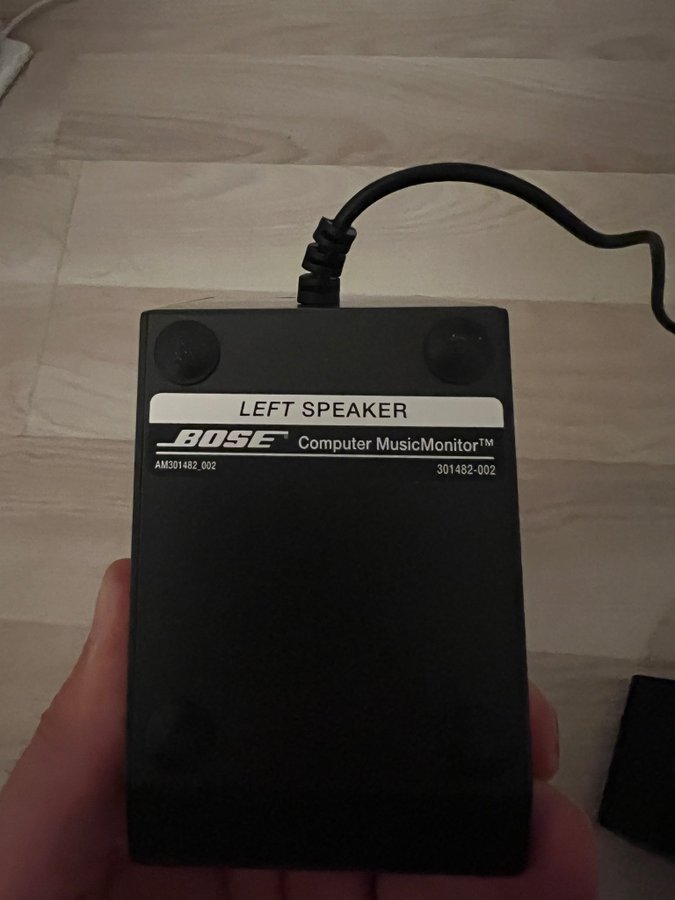 LEFT SPEAKER
BOSE Computer MusicMonitor™
AM301482_002 301482-002